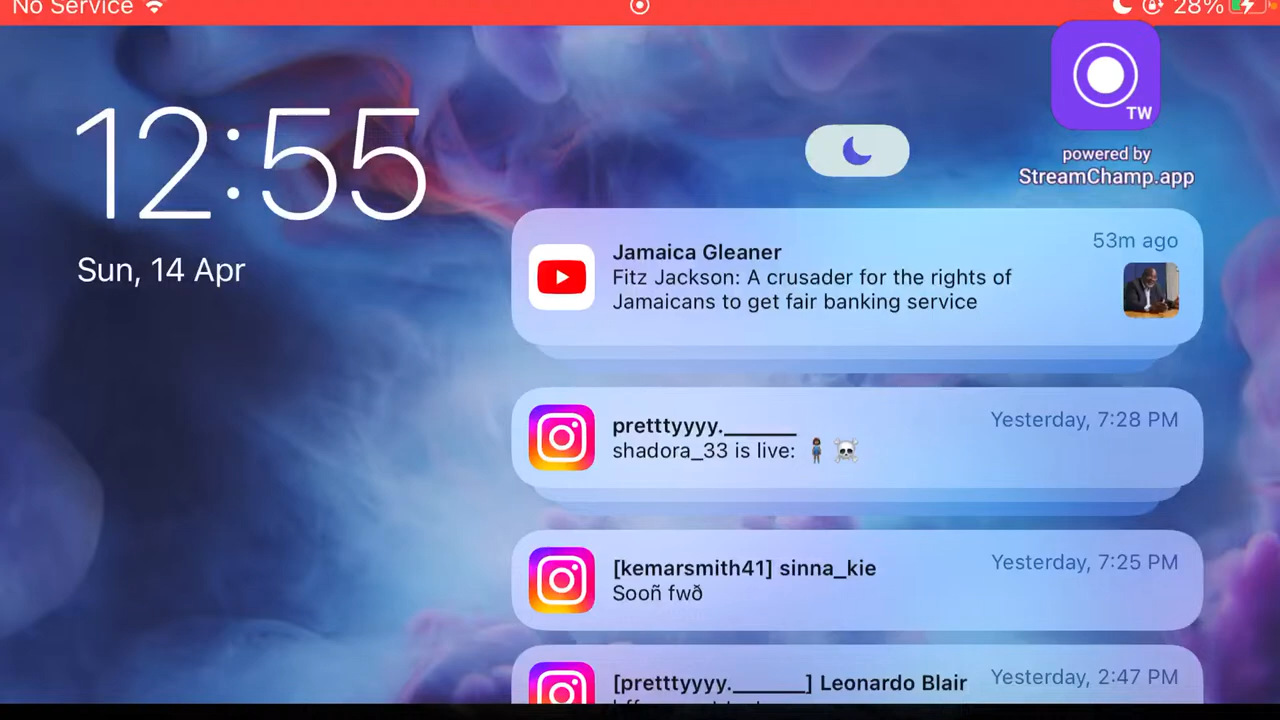 No Service
28%
TW
powered by
StreamChamp.app
12:55
Sun, 14 Apr
Jamaica Gleaner
53m ago
Fitz Jackson: A crusader for the rights of
Jamaicans to get fair banking service
pretttyyyy._______
Yesterday, 7:28 PM
shadora_33 is live: 🧍🏾‍♀️ ☠️
[kemarsmith41] sinna_kie
Yesterday, 7:25 PM
Sooñ fwð
[pretttyyyy._______] Leonardo Blair
Yesterday, 2:47 PM